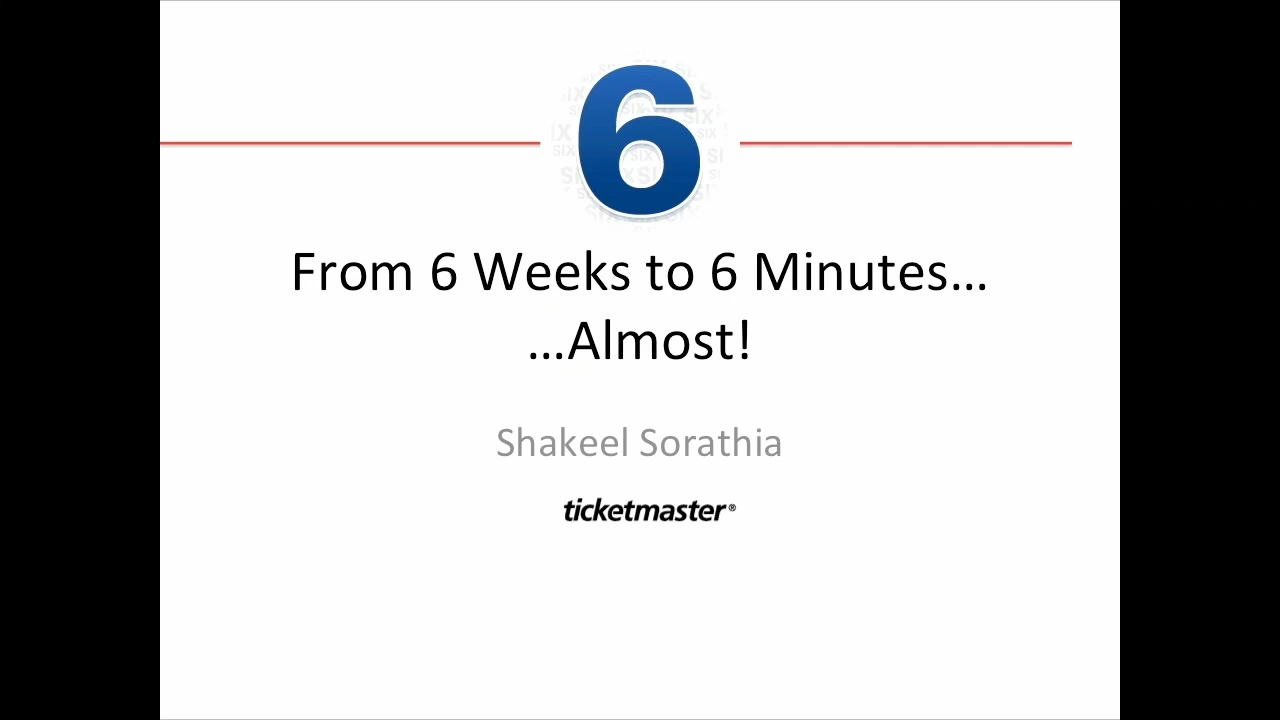 6
From 6 Weeks to 6 Minutes…
…Almost!
Shakeel Sorathia
ticketmaster®